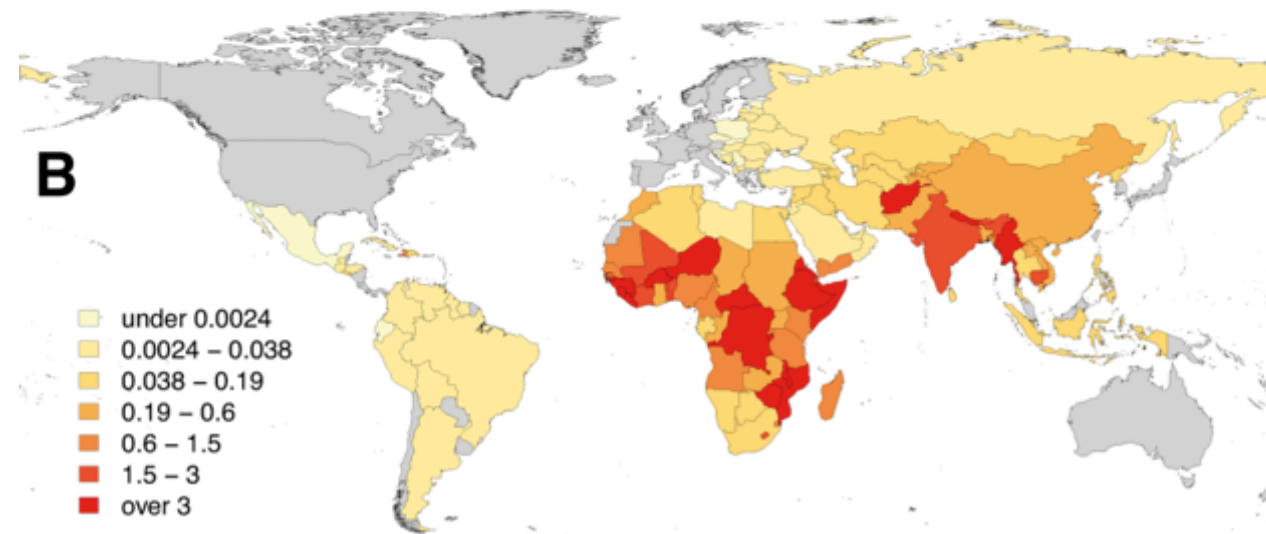 B
under 0.0024
0.0024 – 0.038
0.038 – 0.19
0.19 – 0.6
0.6 – 1.5
1.5 – 3
over 3